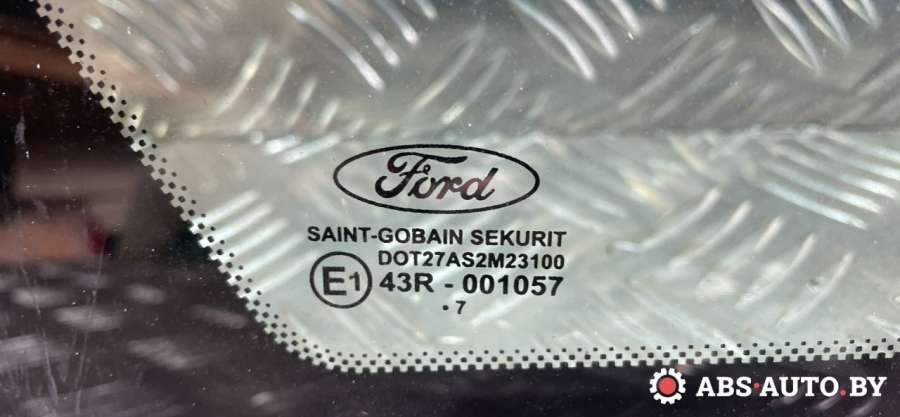 Ford
SAINT-GOBAIN SEKURIT
DOT27AS2M23100
E1 43R - 001057
. 7
ABS-AUTO.BY